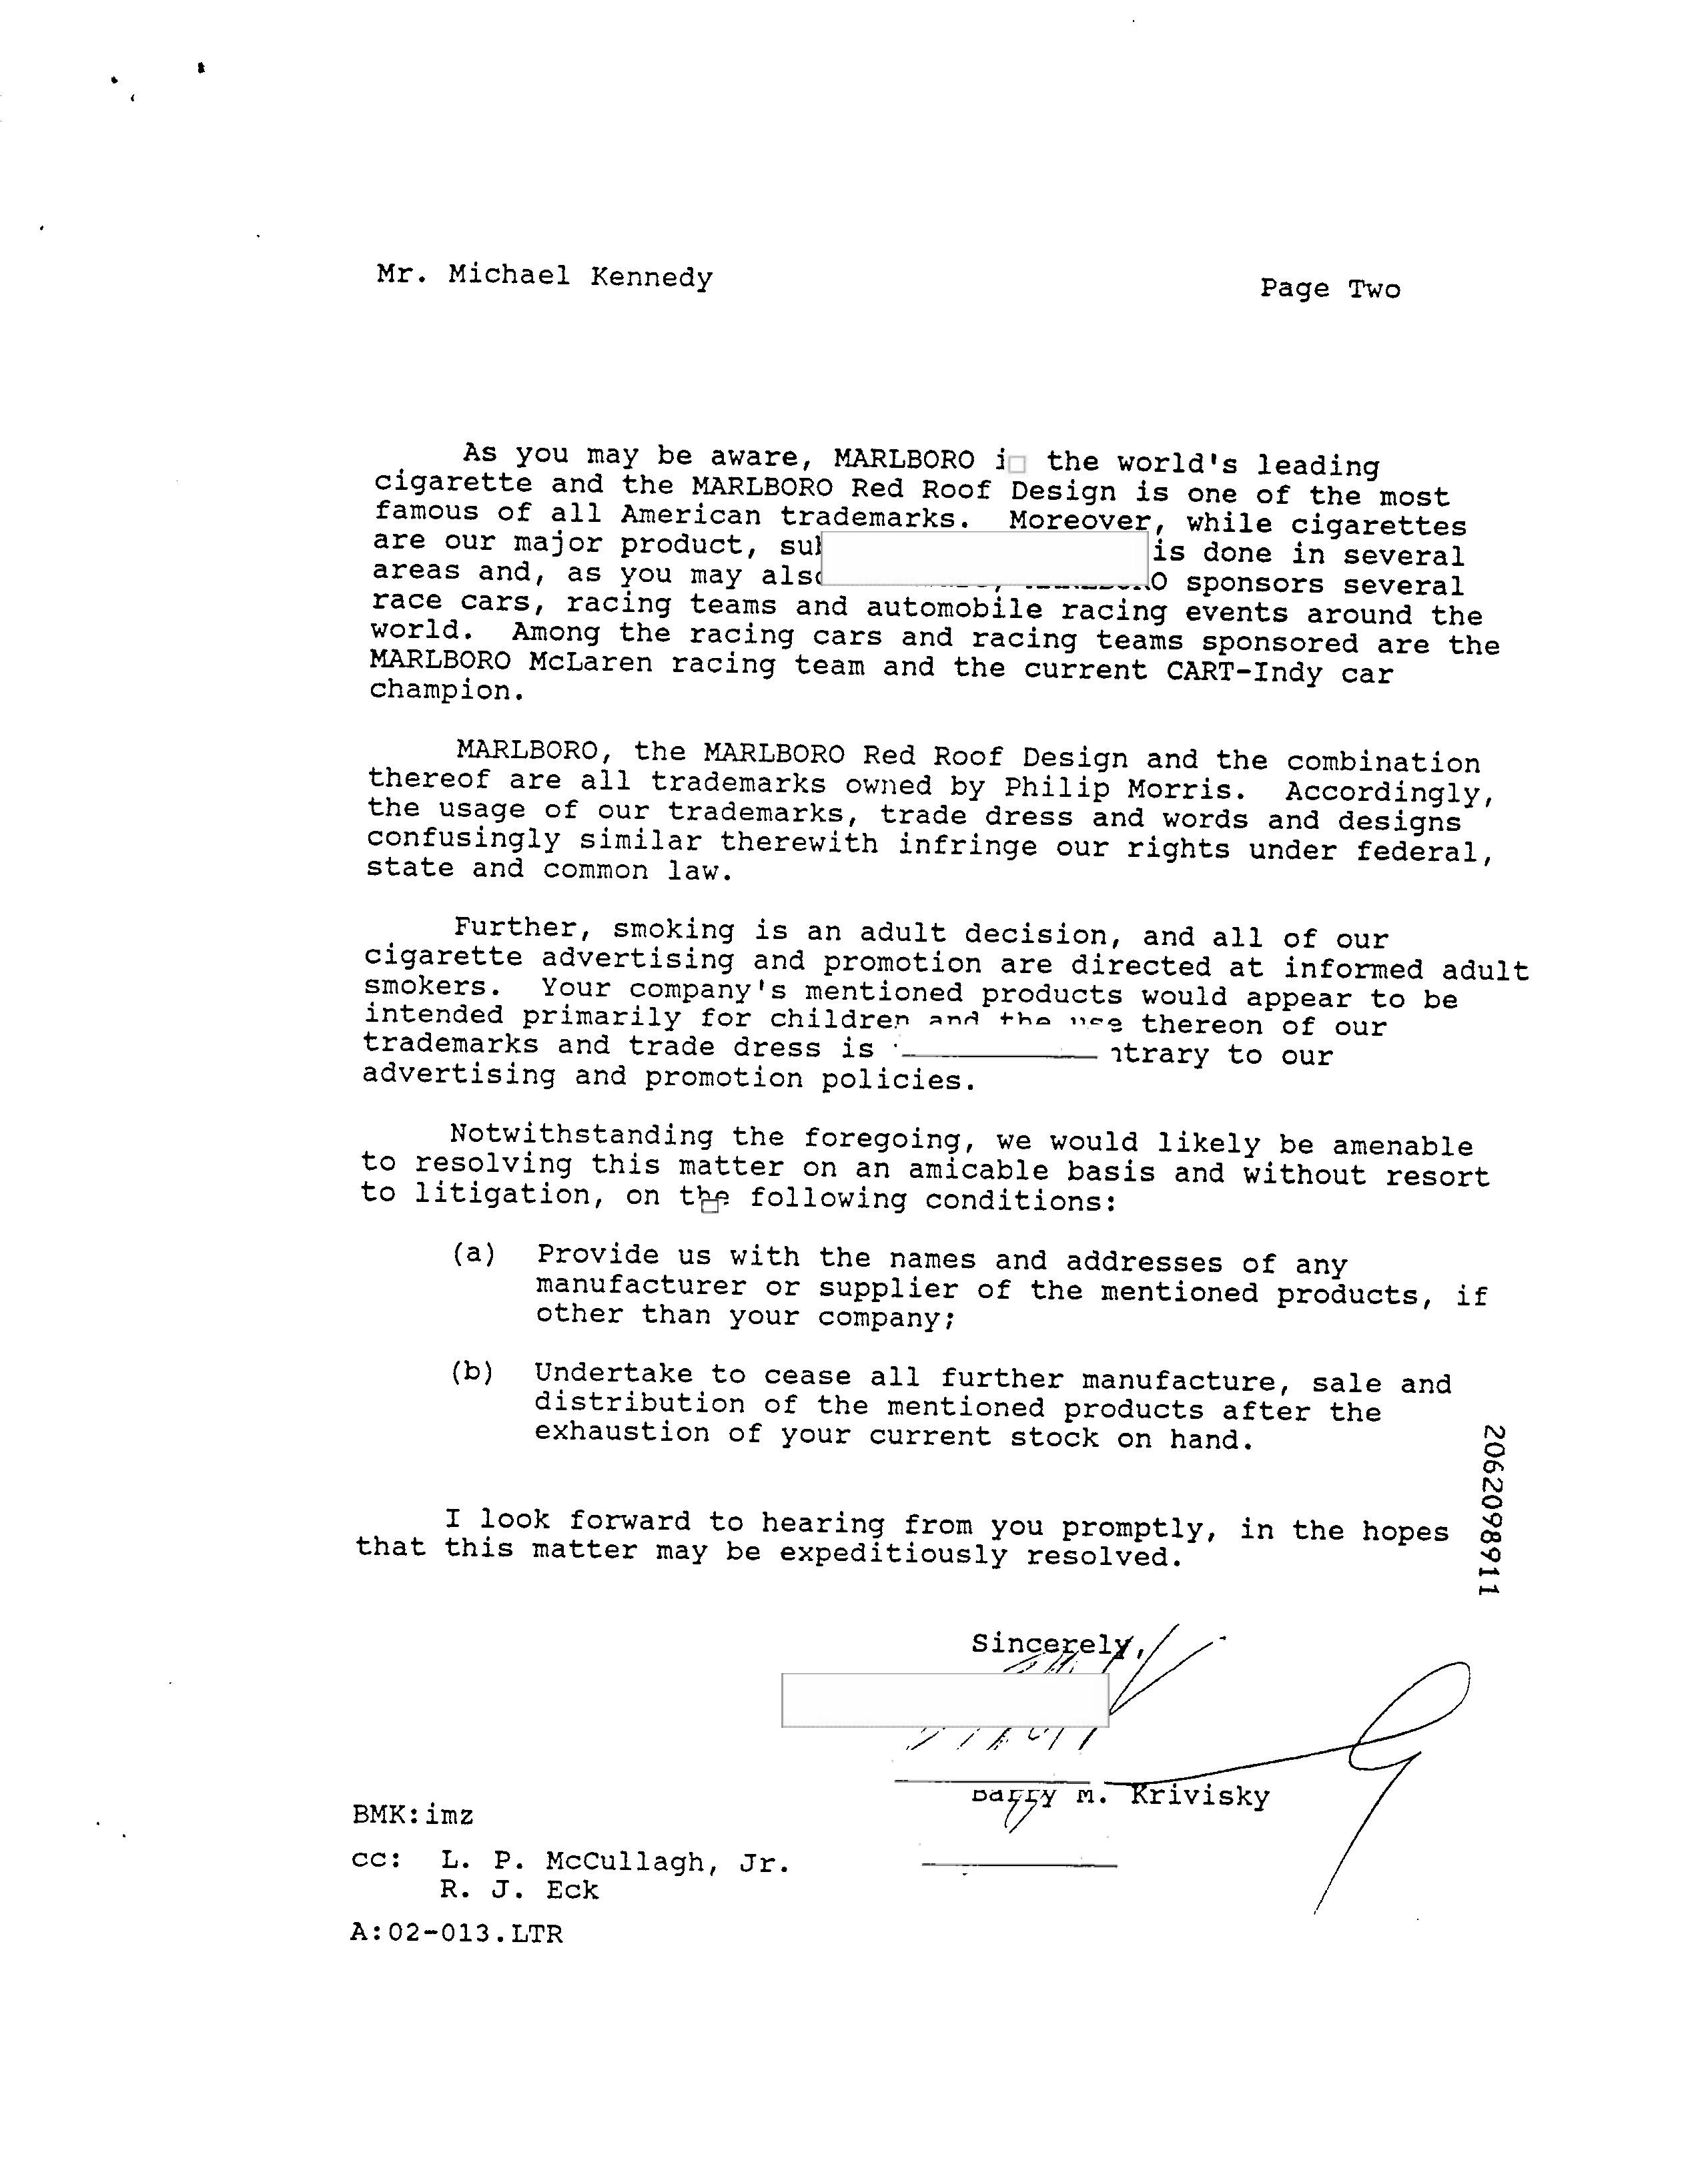 Mr. Michael Kennedy
Page Two
As you may be aware, MARLBORO the world's leading
cigarette and the MARLBORO Red Roof Design is one of the most
famous of all American trademarks. Moreover, while cigarettes
are our major product, is done in several
areas and, as you may sponsors several
race cars, racing teams and automobile racing events around the
world. Among the racing cars and racing teams sponsored are the
MARLBORO McLaren racing team and the current CART-Indy car
champion.
MARLBORO, the MARLBORO Red Roof Design and the combination
thereof are all trademarks owned by Philip Morris. Accordingly,
the usage of our trademarks, trade dress and words and designs
confusingly similar therewith infringe our rights under federal,
state and common law.
Further, smoking is an adult decision, and all of our
cigarette advertising and promotion are directed at informed adult
smokers. Your company's mentioned products would appear to be
intended primarily for children and the use thereon of our
trademarks and trade dress is to our
advertising and promotion policies.
Notwithstanding the foregoing, we would likely be amenable
to resolving this matter on an amicable basis and without resort
to litigation, on the following conditions:
(a) Provide us with the names and addresses of any
manufacturer or supplier of the mentioned products, if
other than your company;
(b) Undertake to cease all further manufacture, sale and
distribution of the mentioned products after the
exhaustion of your current stock on hand.
I look forward to hearing from you promptly, in the hopes
that this matter may be expeditiously resolved.
2062098911
Sincerely,
Barry M. Krivisky
BMK:imz
cc: L. P. McCullagh, Jr.
R. J. Eck
A:02-013.LTR